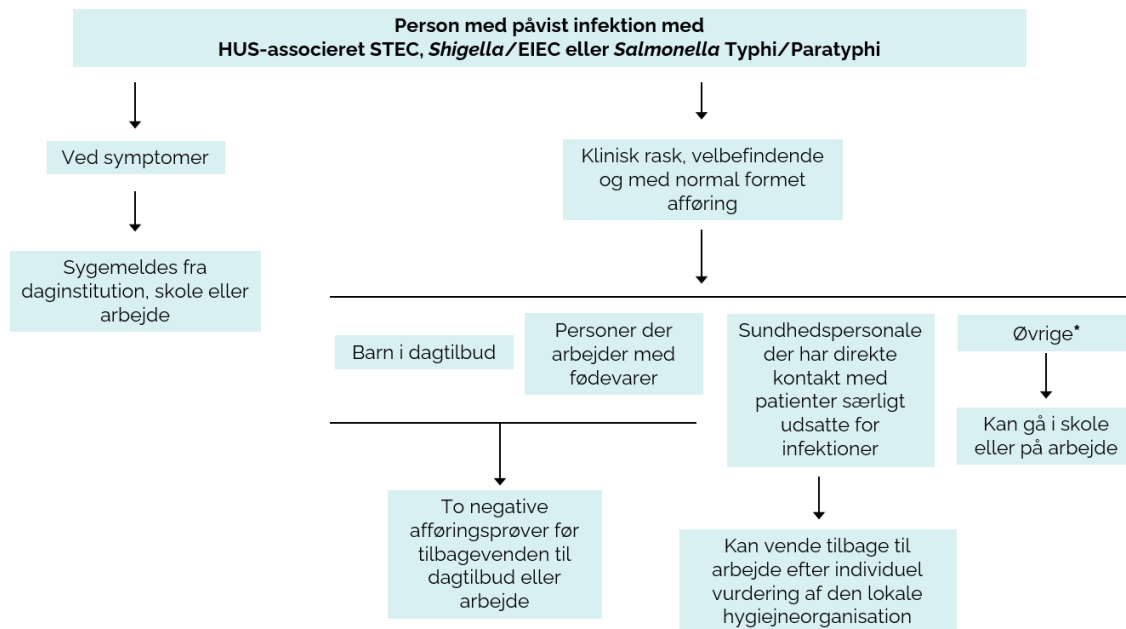 Person med påvist infektion med
HUS-associeret STEC, Shigella/EIEC eller Salmonella Typhi/Paratyphi
Ved symptomer
Sygemeldes fra
daginstitution, skole eller
arbejde
Klinisk rask, velbefindende
og med normal formet
afføring
Barn i dagtilbud
Personer der
arbejder med
fødevarer
To negative
afføringsprøver før
tilbagevenden til
dagtilbud eller
arbejde
Sundhedspersonale
der har direkte
kontakt med
patienter særligt
udsatte for
infektioner
Kan vende tilbage til
arbejde efter individuel
vurdering af den lokale
hygiejneorganisation
Øvrige*
Kan gå i skole
eller på arbejde